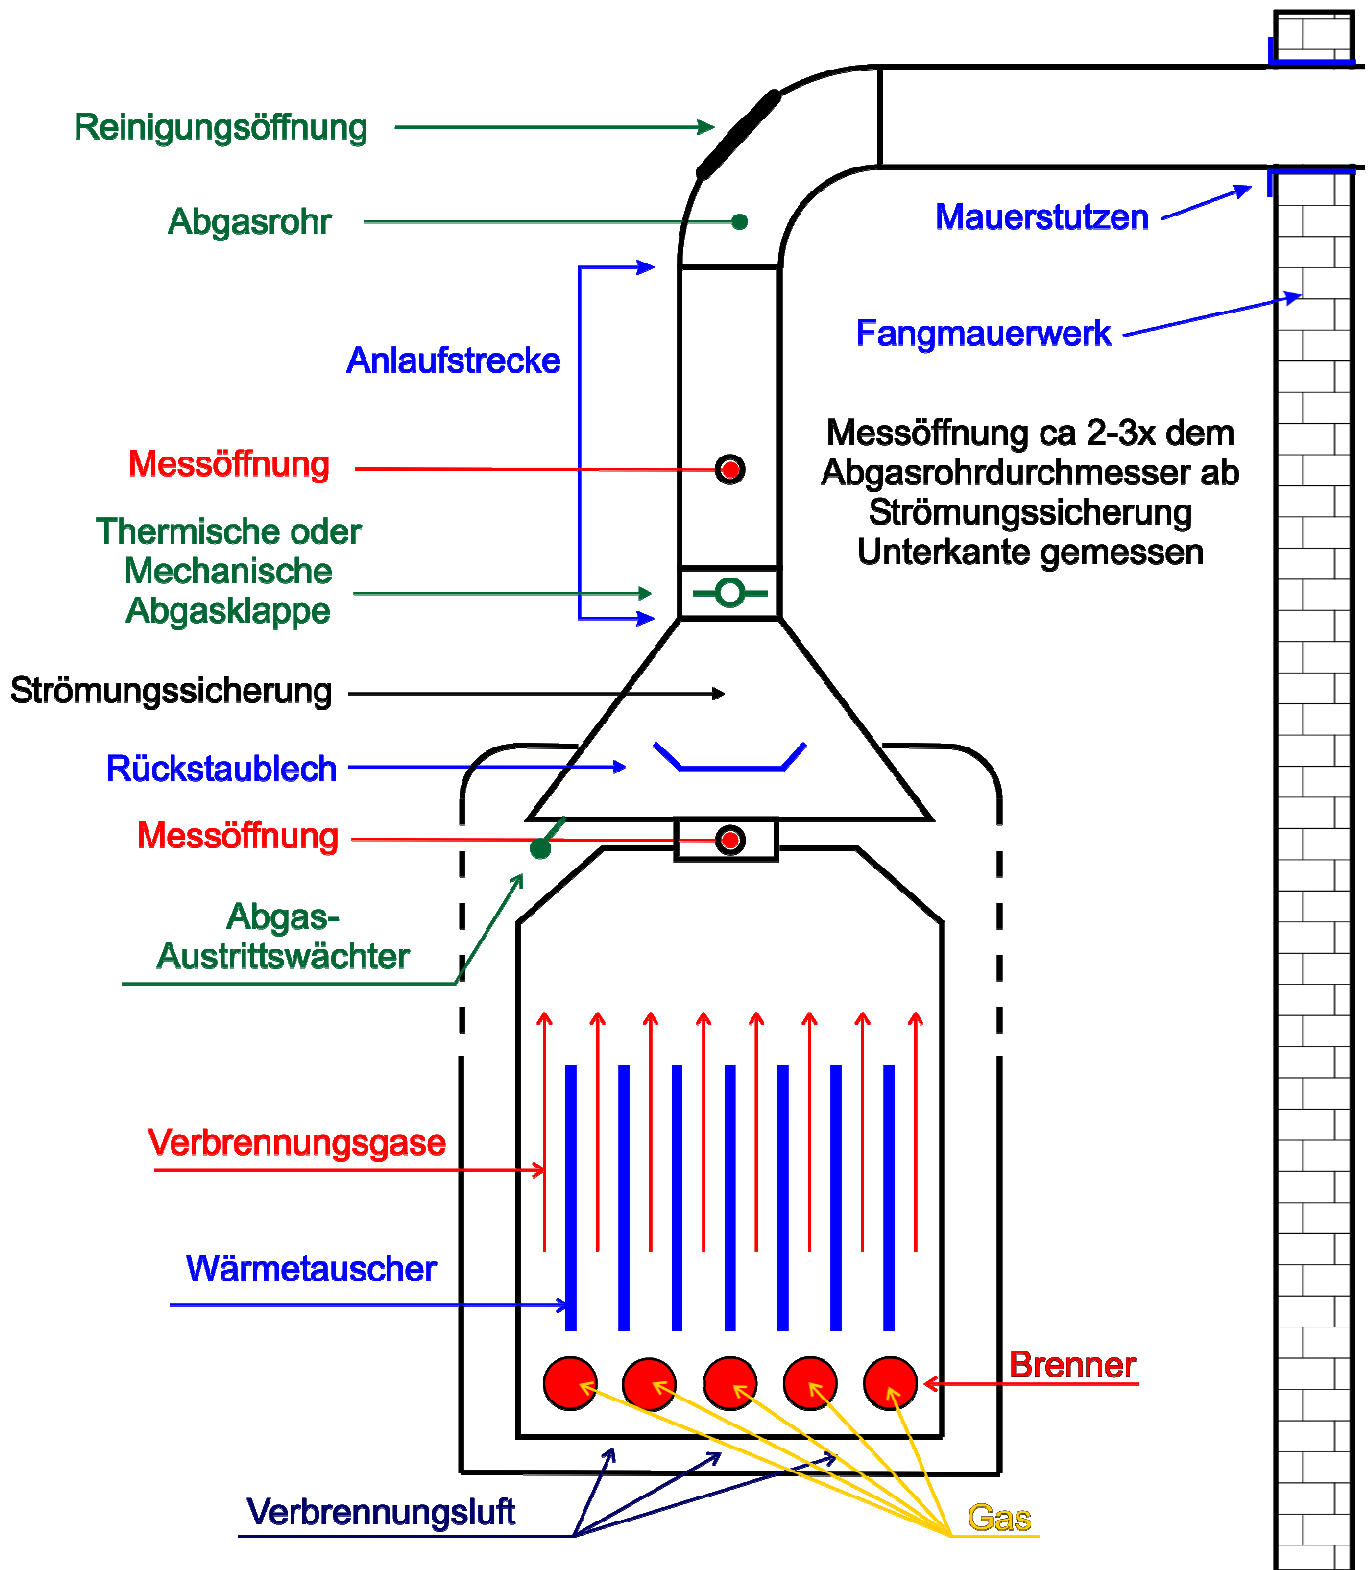 Reinigungsöffnung
Abgasrohr
Mauerstutzen
Fangmauerwerk
Anlaufstrecke
Messöffnung ca 2-3x dem
Abgasrohrdurchmesser ab
Strömungssicherung
Unterkante gemessen
Messöffnung
Thermische oder
Mechanische
Abgasklappe
Strömungssicherung
Rückstaublech
Messöffnung
Abgas-
Austrittswächter
Verbrennungsgase
Wärmetauscher
Brenner
Verbrennungsluft
Gas